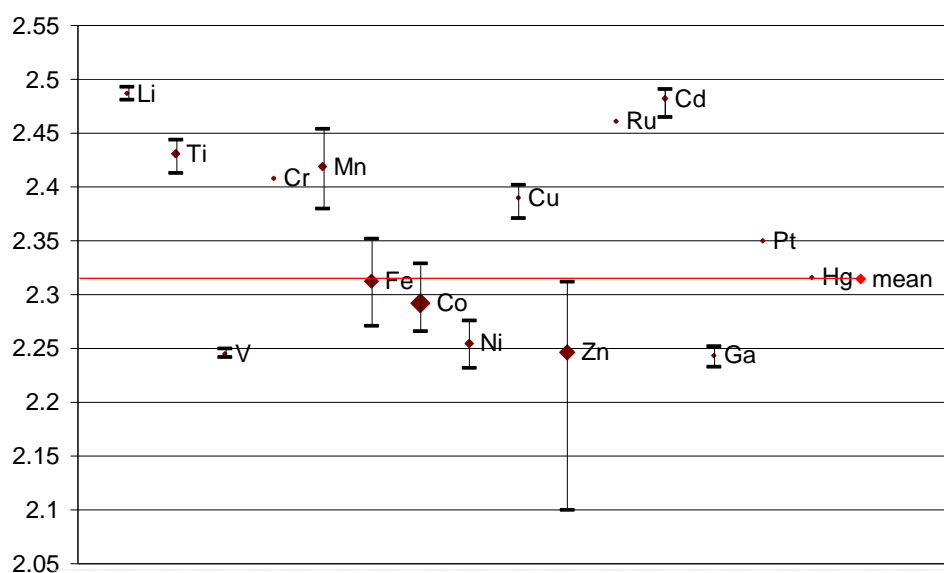 2.55
2.5
2.45
2.4
2.35
2.3
2.25
2.2
2.15
2.1
2.05
Li
Ti
V
Cr
Mn
Fe
Co
Ni
Cu
Zn
Ru
Cd
Ga
Pt
Hg
mean